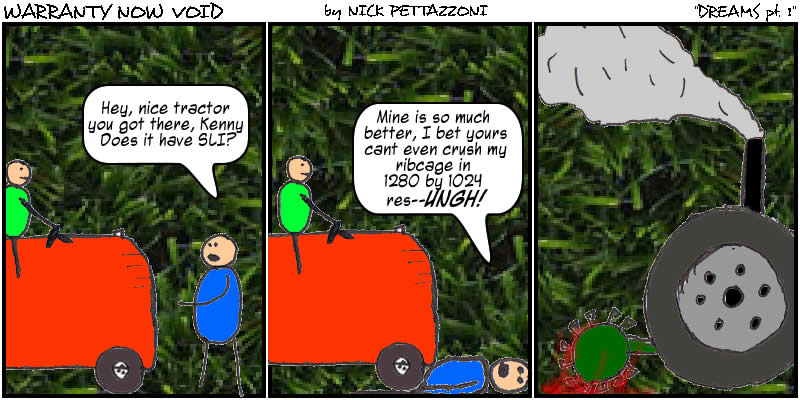 WARRANTY NOW VOID
by NICK PETTAZZONI
"DREAMS pt. 1"
Hey, nice tractor
you got there, Kenny
Does it have SLI?
Mine is so much
better, I bet yours
cant even crush my
ribcage in
1280 by 1024
res--UNGH!